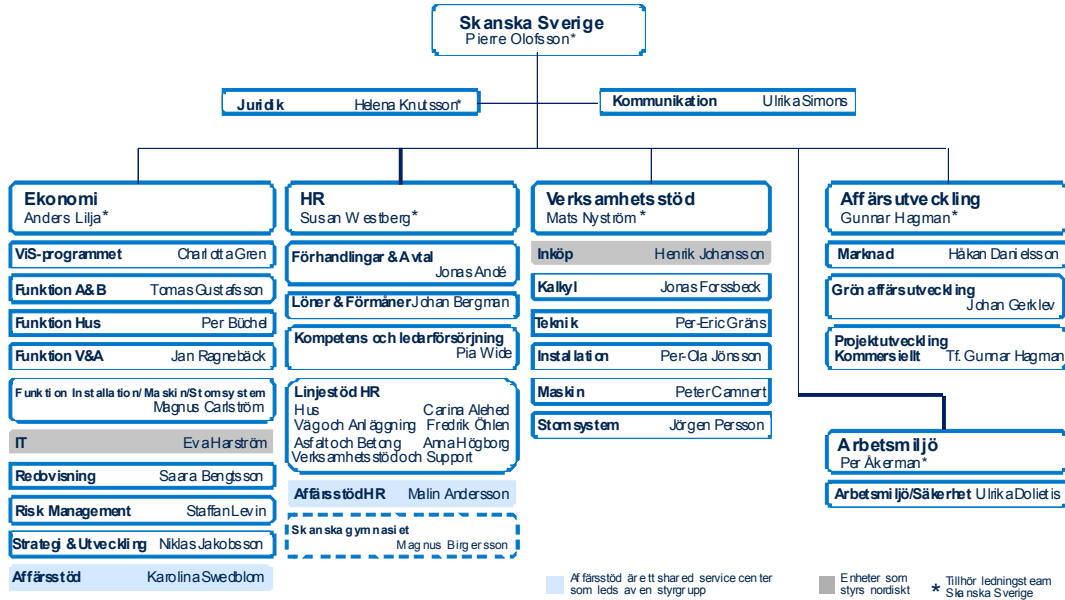 Skanska Sverige
Pierre Olofsson*
Juridik Helena Knutsson*
Kommunikation Ulrika Simons
Ekonomi
Anders Lilja*
ViS-programmet Charlotta Gren
Funktion A&B Tomas Gustafsson
Funktion Hus Per Büchel
Funktion V&A Jan Ragnebäck
Funktion Installation/Maskin/Stomsystem
Magnus Carlström
IT Eva Harström
Redovisning Saara Bengtsson
Risk Management Staffan Levin
Strategi & Utveckling Niklas Jakobsson
Affärsstöd Karolina Swedblom
HR
Susan Westberg*
Förhandlingar & Avtal
Jonas Andé
Löner & Förmåner Johan Bergman
Kompetens och ledarförsörjning
Pia Wide
Linjestöd HR
Hus Carina Alehed
Väg och Anläggning Fredrik Öhlen
Asfalt och Betong Anna Högborg
Verksamhetsstöd och Support
Affärsstöd HR Malin Andersson
Skanska gymnasiet
Magnus Birgersson
Verksamhetsstöd
Mats Nyström*
Inköp Henrik Johansson
Kalkyl Jonas Forssbeck
Teknik Per-Eric Gräns
Installation Per-Ola Jönsson
Maskin Peter Camnert
Stomsystem Jörgen Persson
Affärsutveckling
Gunnar Hagman*
Marknad Håkan Danielsson
Grön affärsutveckling
Johan Gerklev
Projektutveckling
Kommersiellt Tf. Gunnar Hagman
Arbetsmiljö
Per Åkerman*
Arbetsmiljö/Säkerhet Ulrika Dolietis
Affärsstöd är ett shared service center
som leds av en styrgrupp
Enheter som
styrs nordiskt
* Tillhör ledningsteam
Skanska Sverige